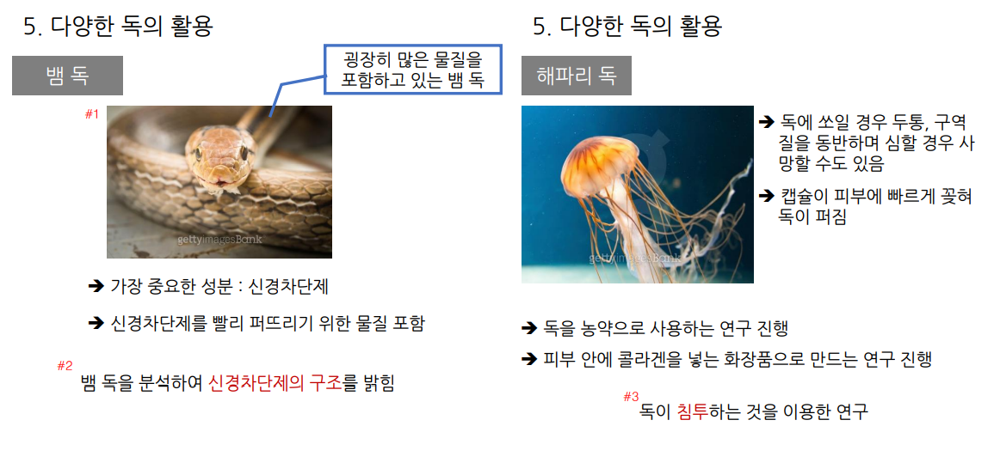 5. 다양한 독의 활용
뱀 독
굉장히 많은 물질을
포함하고 있는 뱀 독
#1
gettyimagesBank
➔ 가장 중요한 성분 : 신경차단제
➔ 신경차단제를 빨리 퍼뜨리기 위한 물질 포함
#2
뱀 독을 분석하여 신경차단제의 구조를 밝힘
5. 다양한 독의 활용
해파리 독
gettyimagesBank
➔ 독에 쏘일 경우 두통, 구역
질을 동반하며 심할 경우 사
망할 수도 있음
➔ 캡슐이 피부에 빠르게 꽂혀
독이 퍼짐
➔ 독을 농약으로 사용하는 연구 진행
➔ 피부 안에 콜라겐을 넣는 화장품으로 만드는 연구 진행
#3
독이 침투하는 것을 이용한 연구